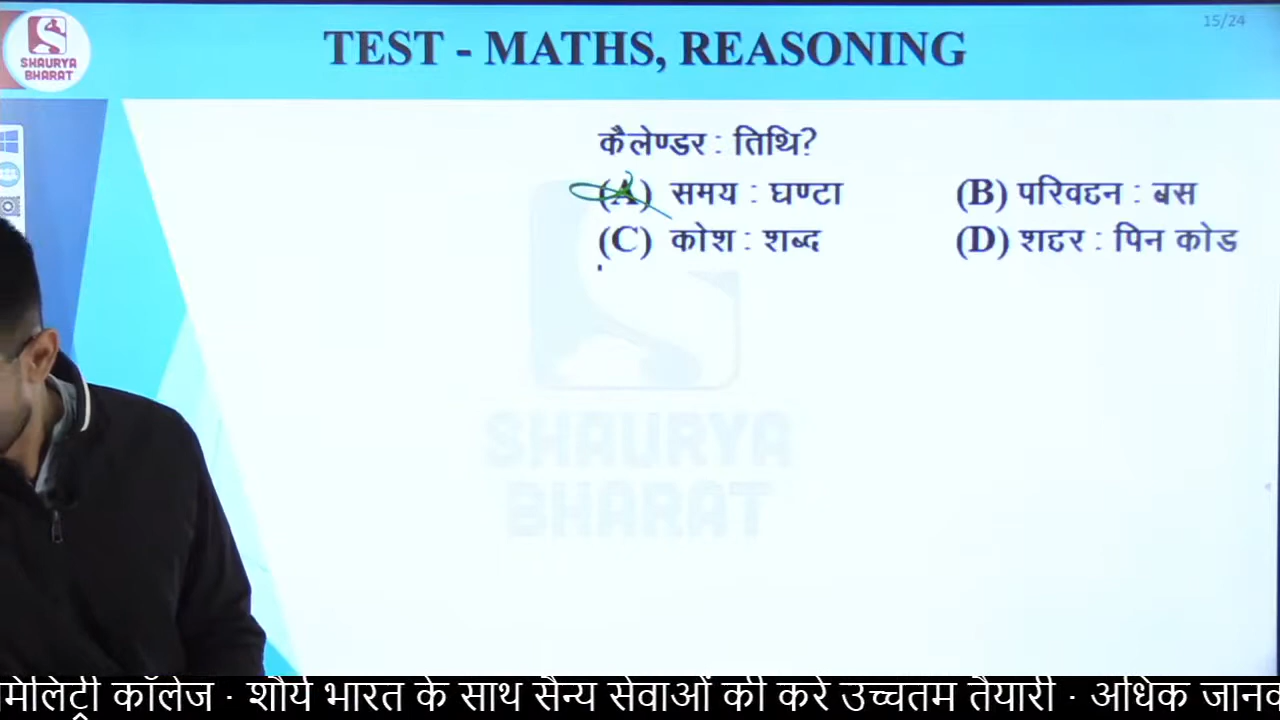 15/24
SHAURYA
BHARAT
TEST - MATHS, REASONING
कैलेण्डर : तिथि?
(A) समय : घण्टा
(B) परिवहन : बस
(C) कोश : शब्द
(D) शहर : पिन कोड
SHAURYA
BHARAT
मिलिट्री कॉलेज · शौर्य भारत के साथ सैन्य सेवाओं की करे उच्चतम तैयारी · अधिक